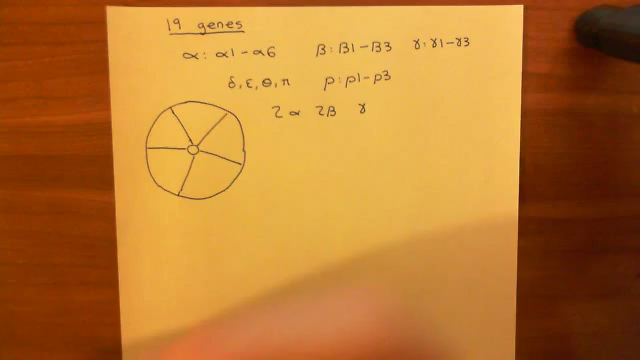 19 genes
α: α1-α6 β: β1-β3 γ: γ1-γ3
δ, ε, θ, π ρ: ρ1-ρ3
2α 2β γ